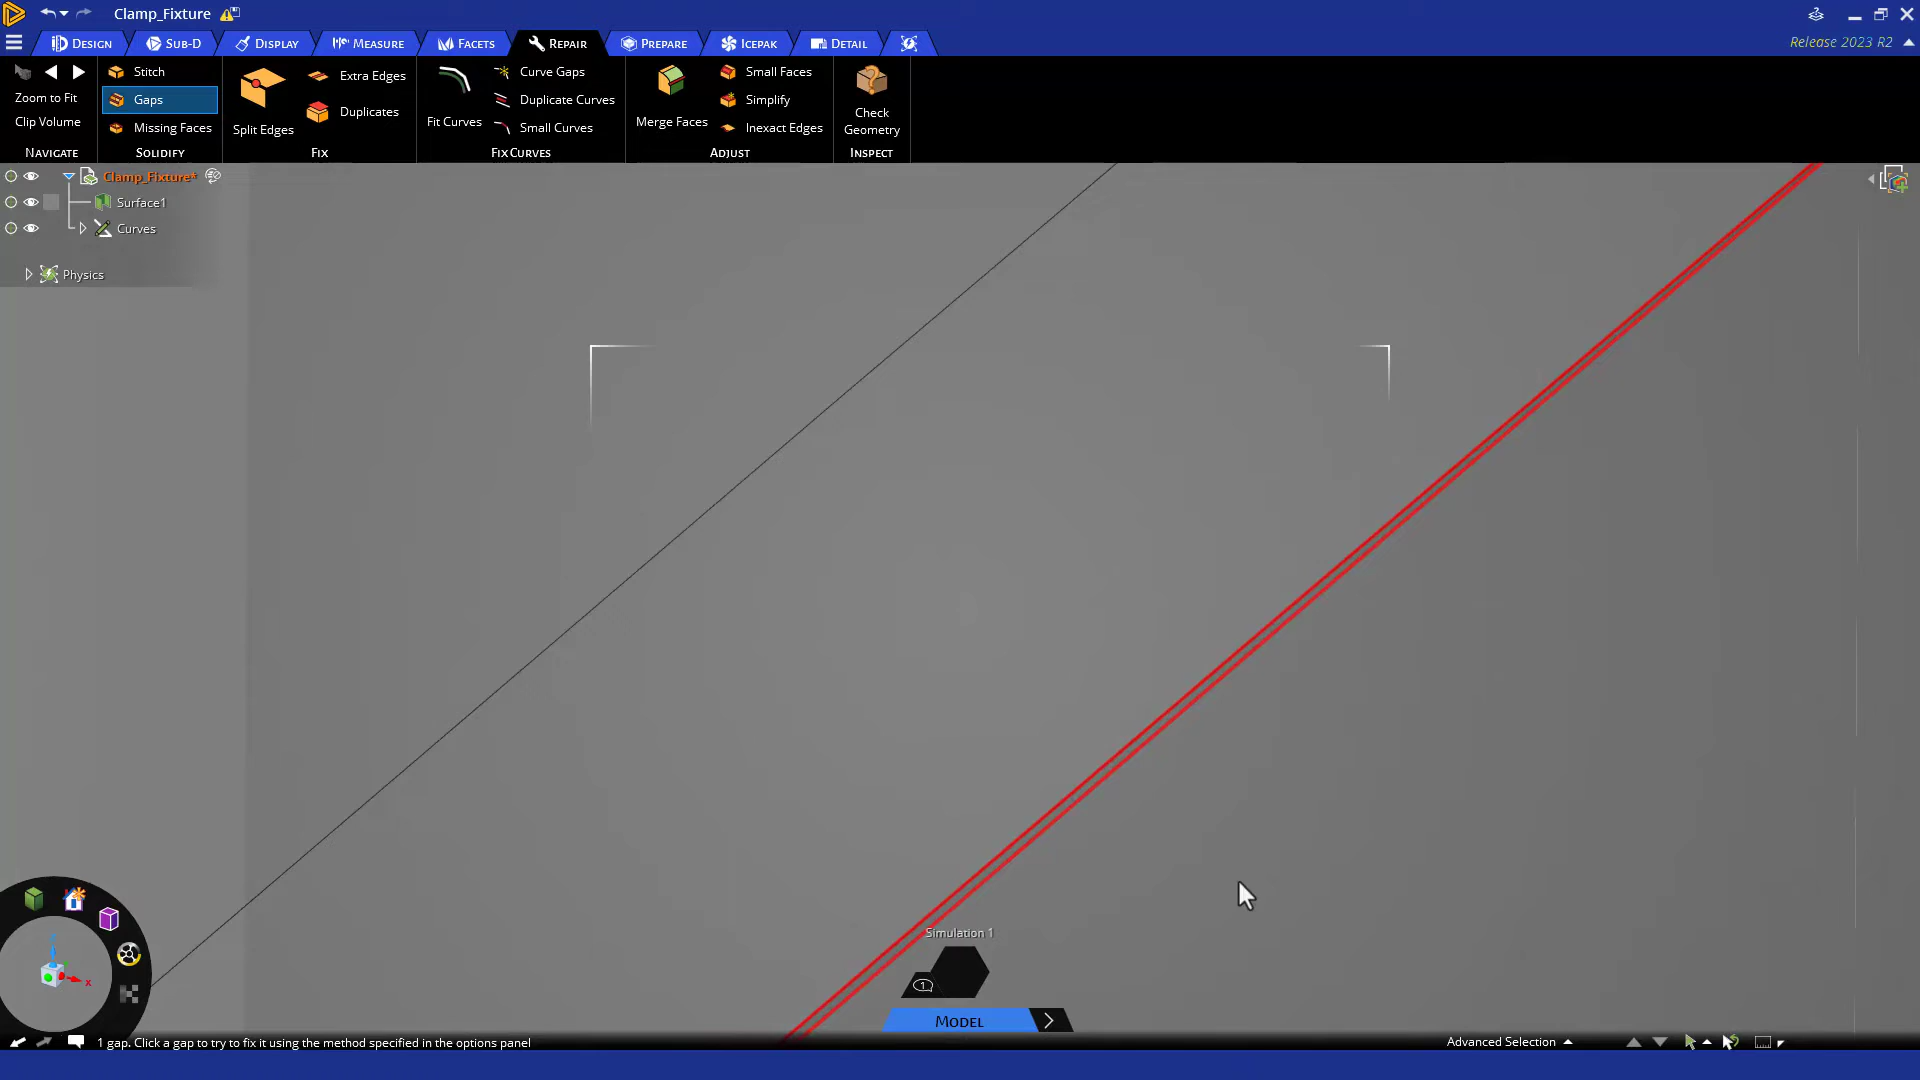 Clamp_Fixture
Release 2023 R2
DESIGN
SUB-D
DISPLAY
MEASURE
FACETS
REPAIR
PREPARE
ICEPAK
DETAIL
Zoom to Fit
Clip Volume
NAVIGATE
Stitch
Gaps
Missing Faces
SOLIDIFY
Split Edges
Extra Edges
Duplicates
FIX
Fit Curves
Curve Gaps
Duplicate Curves
Small Curves
FIX CURVES
Merge Faces
Small Faces
Simplify
Inexact Edges
ADJUST
Check
Geometry
INSPECT
Clamp_Fixture*
Surface1
Curves
Physics
x
Simulation 1
1
MODEL
1 gap. Click a gap to try to fix it using the method specified in the options panel
Advanced Selection